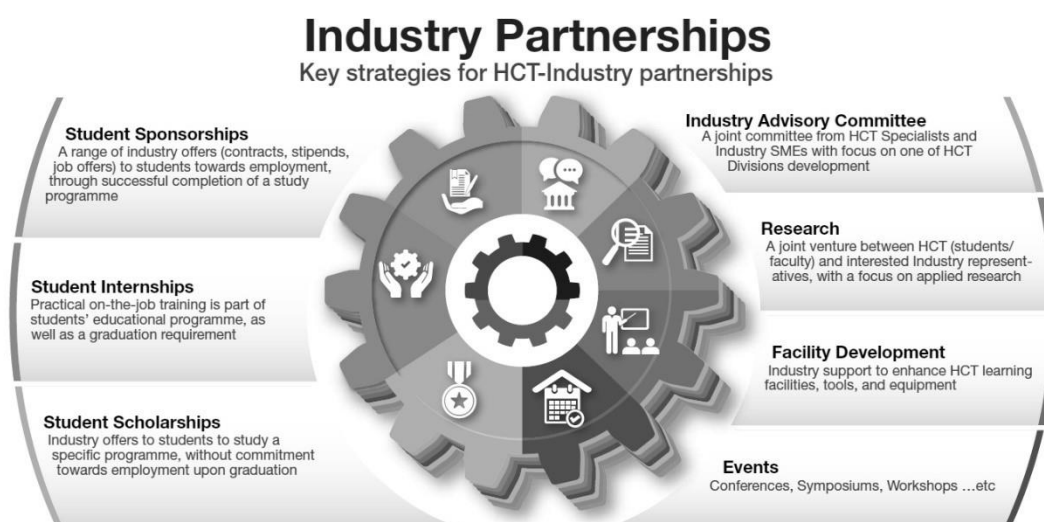 Industry Partnerships
Key strategies for HCT-Industry partnerships
Student Sponsorships
A range of industry offers (contracts, stipends,
job offers) to students towards employment,
through successful completion of a study
programme
Student Internships
Practical on-the-job training is part of
students' educational programme, as
well as a graduation requirement
Student Scholarships
Industry offers to students to study a
specific programme, without commitment
towards employment upon graduation
Industry Advisory Committee
A joint committee from HCT Specialists and
Industry SMEs with focus on one of HCT
Divisions development
Research
A joint venture between HCT (students/
faculty) and interested Industry represent-
atives, with a focus on applied research
Facility Development
Industry support to enhance HCT learning
facilities, tools, and equipment
Events
Conferences, Symposiums, Workshops ...etc